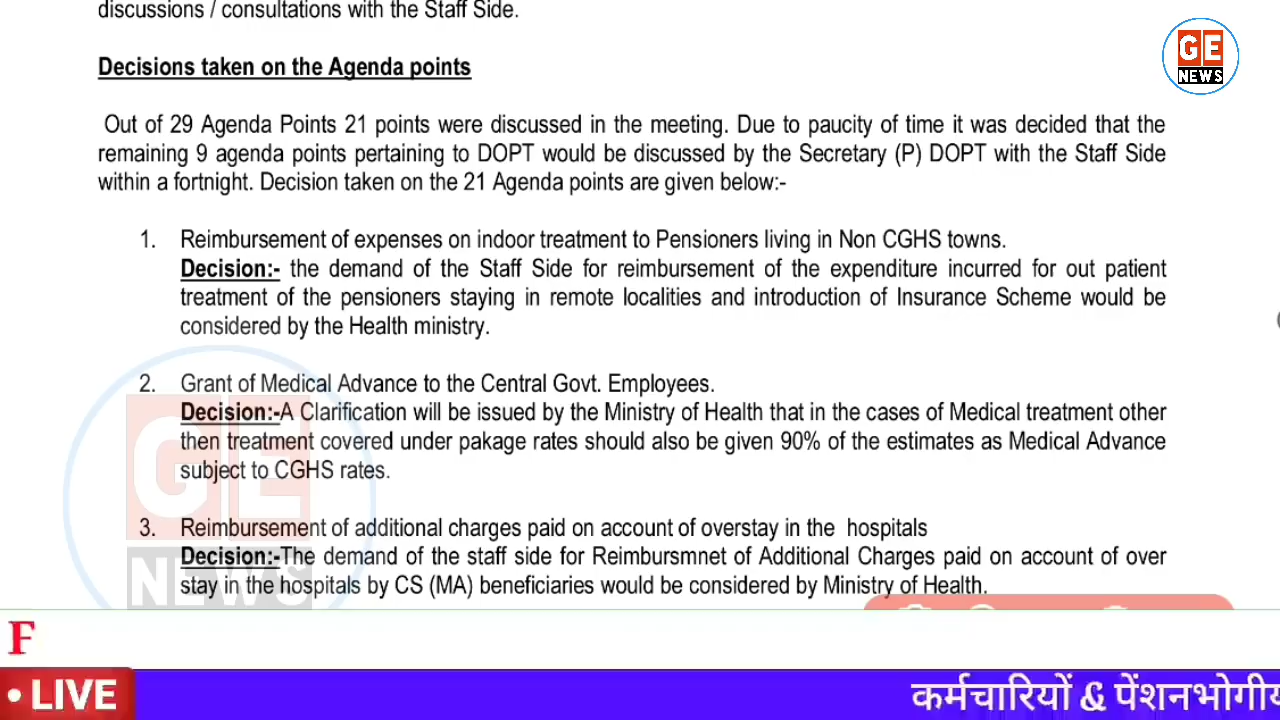 discussions / consultations with the Staff Side.
Decisions taken on the Agenda points
GE
NEWS
Out of 29 Agenda Points 21 points were discussed in the meeting. Due to paucity of time it was decided that the
remaining 9 agenda points pertaining to DOPT would be discussed by the Secretary (P) DOPT with the Staff Side
within a fortnight. Decision taken on the 21 Agenda points are given below:-
1. Reimbursement of expenses on indoor treatment to Pensioners living in Non CGHS towns.
Decision:- the demand of the Staff Side for reimbursement of the expenditure incurred for out patient
treatment of the pensioners staying in remote localities and introduction of Insurance Scheme would be
considered by the Health ministry.
2. Grant of Medical Advance to the Central Govt. Employees.
Decision:-A Clarification will be issued by the Ministry of Health that in the cases of Medical treatment other
then treatment covered under pakage rates should also be given 90% of the estimates as Medical Advance
subject to CGHS rates.
3. Reimbursement of additional charges paid on account of overstay in the hospitals
Decision:-The demand of the staff side for Reimbursmnet of Additional Charges paid on account of over
stay in the hospitals by CS (MA) beneficiaries would be considered by Ministry of Health.
GE
NEWS
F
• LIVE
कर्मचारियों & पेंशनभोगीय